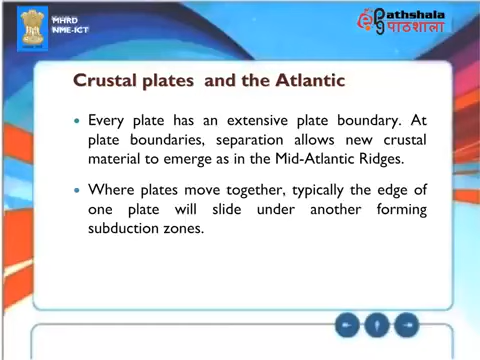 MHRD
NME-ICT
Pathshala
पाठशाला
Crustal plates and the Atlantic
Every plate has an extensive plate boundary. At
plate boundaries, separation allows new crustal
material to emerge as in the Mid-Atlantic Ridges.
Where plates move together, typically the edge of
one plate will slide under another forming
subduction zones.